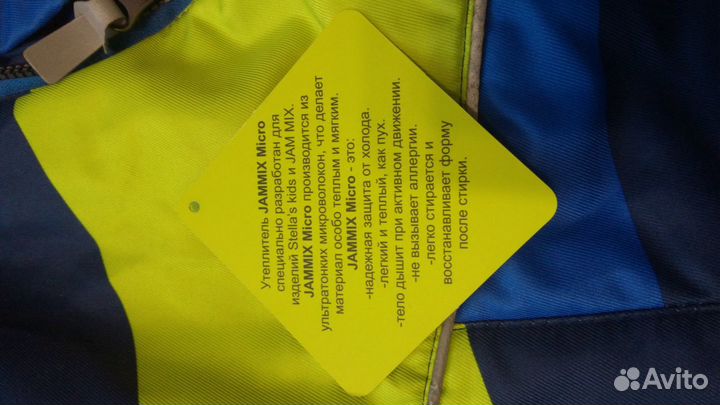 Утеплитель JAMMIX Micro
специально разработан для
изделий Stella's kids и JAM MIX.
JAMMIX Micro производится из
ультратонких микроволокон, что делает
материал особо теплым и мягким.
JAMMIX Micro - это:
-надежная защита от холода.
-легкий и теплый, как пух.
-тело дышит при активном движении.
-не вызывает аллергии.
-легко стирается и
восстанавливает форму
после стирки.
Avito